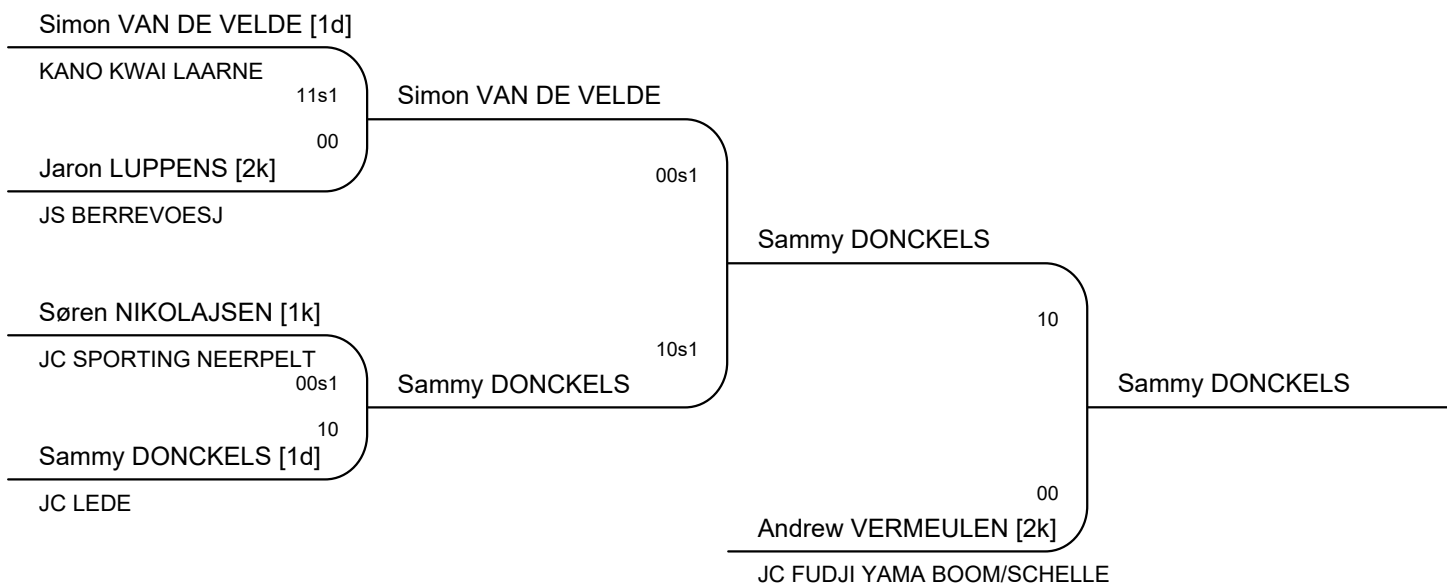 Simon VAN DE VELDE [1d]
KANO KWAI LAARNE
11s1
Simon VAN DE VELDE
00
Jaron LUPPENS [2k]
00s1
JS BERREVOESJ
Sammy DONCKELS
Søren NIKOLAJSEN [1k]
10
JC SPORTING NEERPELT
10s1
00s1
Sammy DONCKELS
Sammy DONCKELS
10
Sammy DONCKELS [1d]
00
JC LEDE
Andrew VERMEULEN [2k]
JC FUDJI YAMA BOOM/SCHELLE